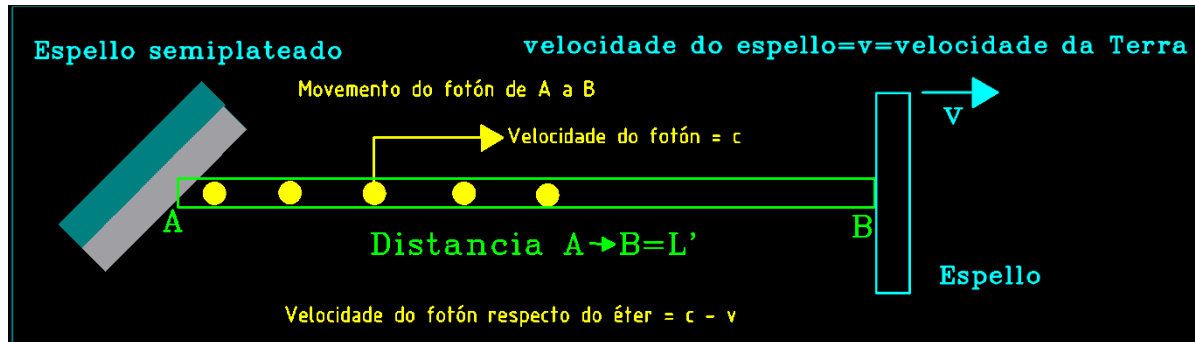 Espello semiplateado
velocidade do espello=v=velocidade da Terra
Movemento do fotón de A a B
v
Velocidade do fotón = c
A
B
Distancia A→B=L’
Espello
Velocidade do fotón respecto do éter = c - v